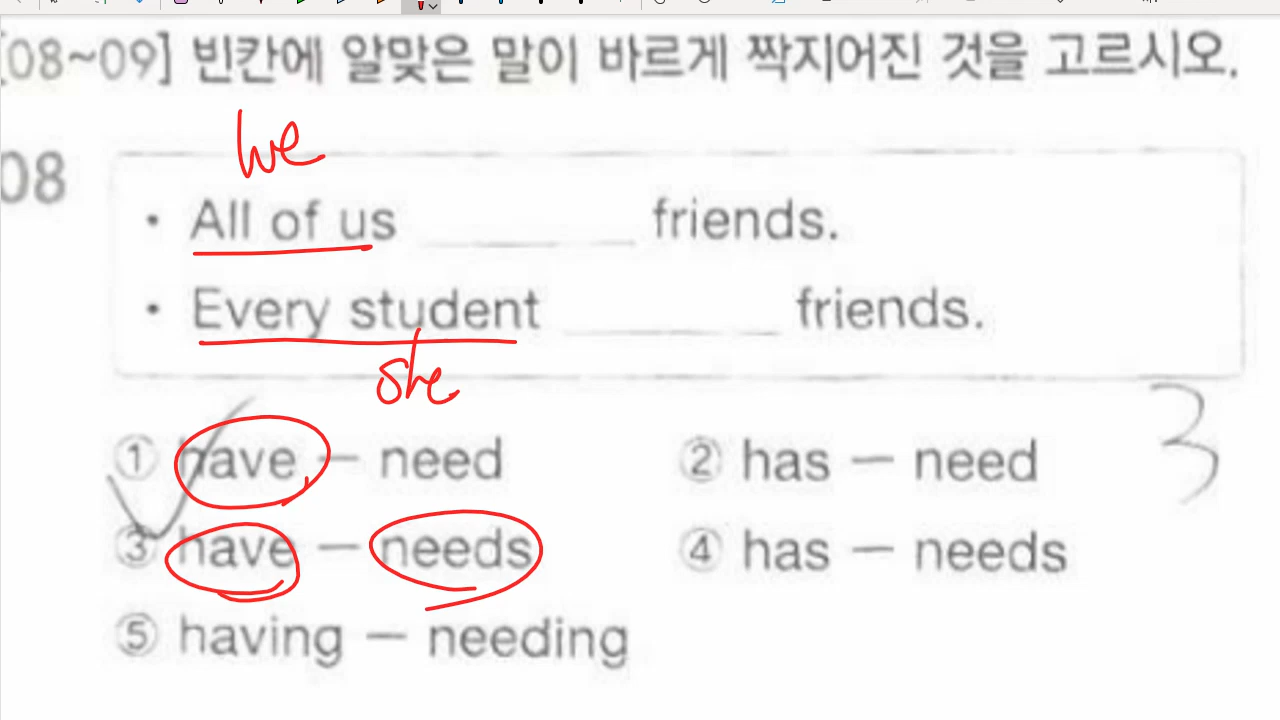 [08~09] 빈칸에 알맞은 말이 바르게 짝지어진 것을 고르시오.
we
08
• All of us ______ friends.
• Every student ______ friends.
she
① have — need ② has — need
3
③ have — needs ④ has — needs
⑤ having — needing